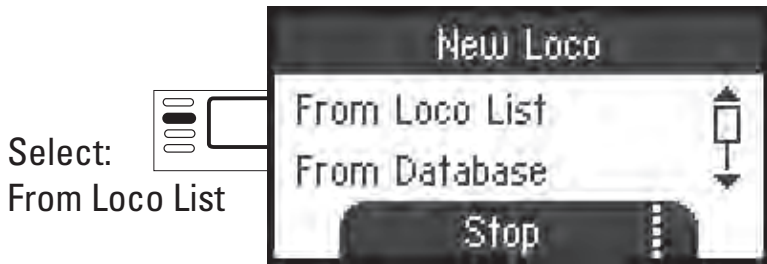 New Loco
From Loco List
From Database
Stop
Select:
From Loco List